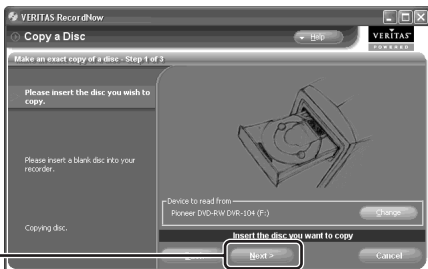 VERITAS RecordNow
Copy a Disc
Help
VERITAS
POWERED
Make an exact copy of a disc - Step 1 of 3
Please insert the disc you wish to
copy.
Please insert a blank disc into your
recorder.
Copying disc.
Device to read from
Pioneer DVD-RW DVR-104 (F:)
Change
Insert the disc you want to copy
Next >
Cancel